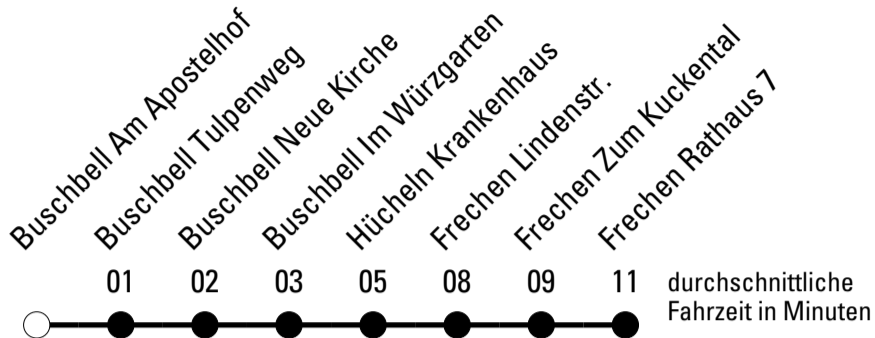 Buschbell Am Apostelhof
Buschbell Tulpenweg
Buschbell Neue Kirche
Buschbell Im Würzgarten
Hücheln Krankenhaus
Frechen Lindenstr.
Frechen Zum Kuckental
Frechen Rathaus 7
01 02 03 05 08 09 11
durchschnittliche
Fahrzeit in Minuten